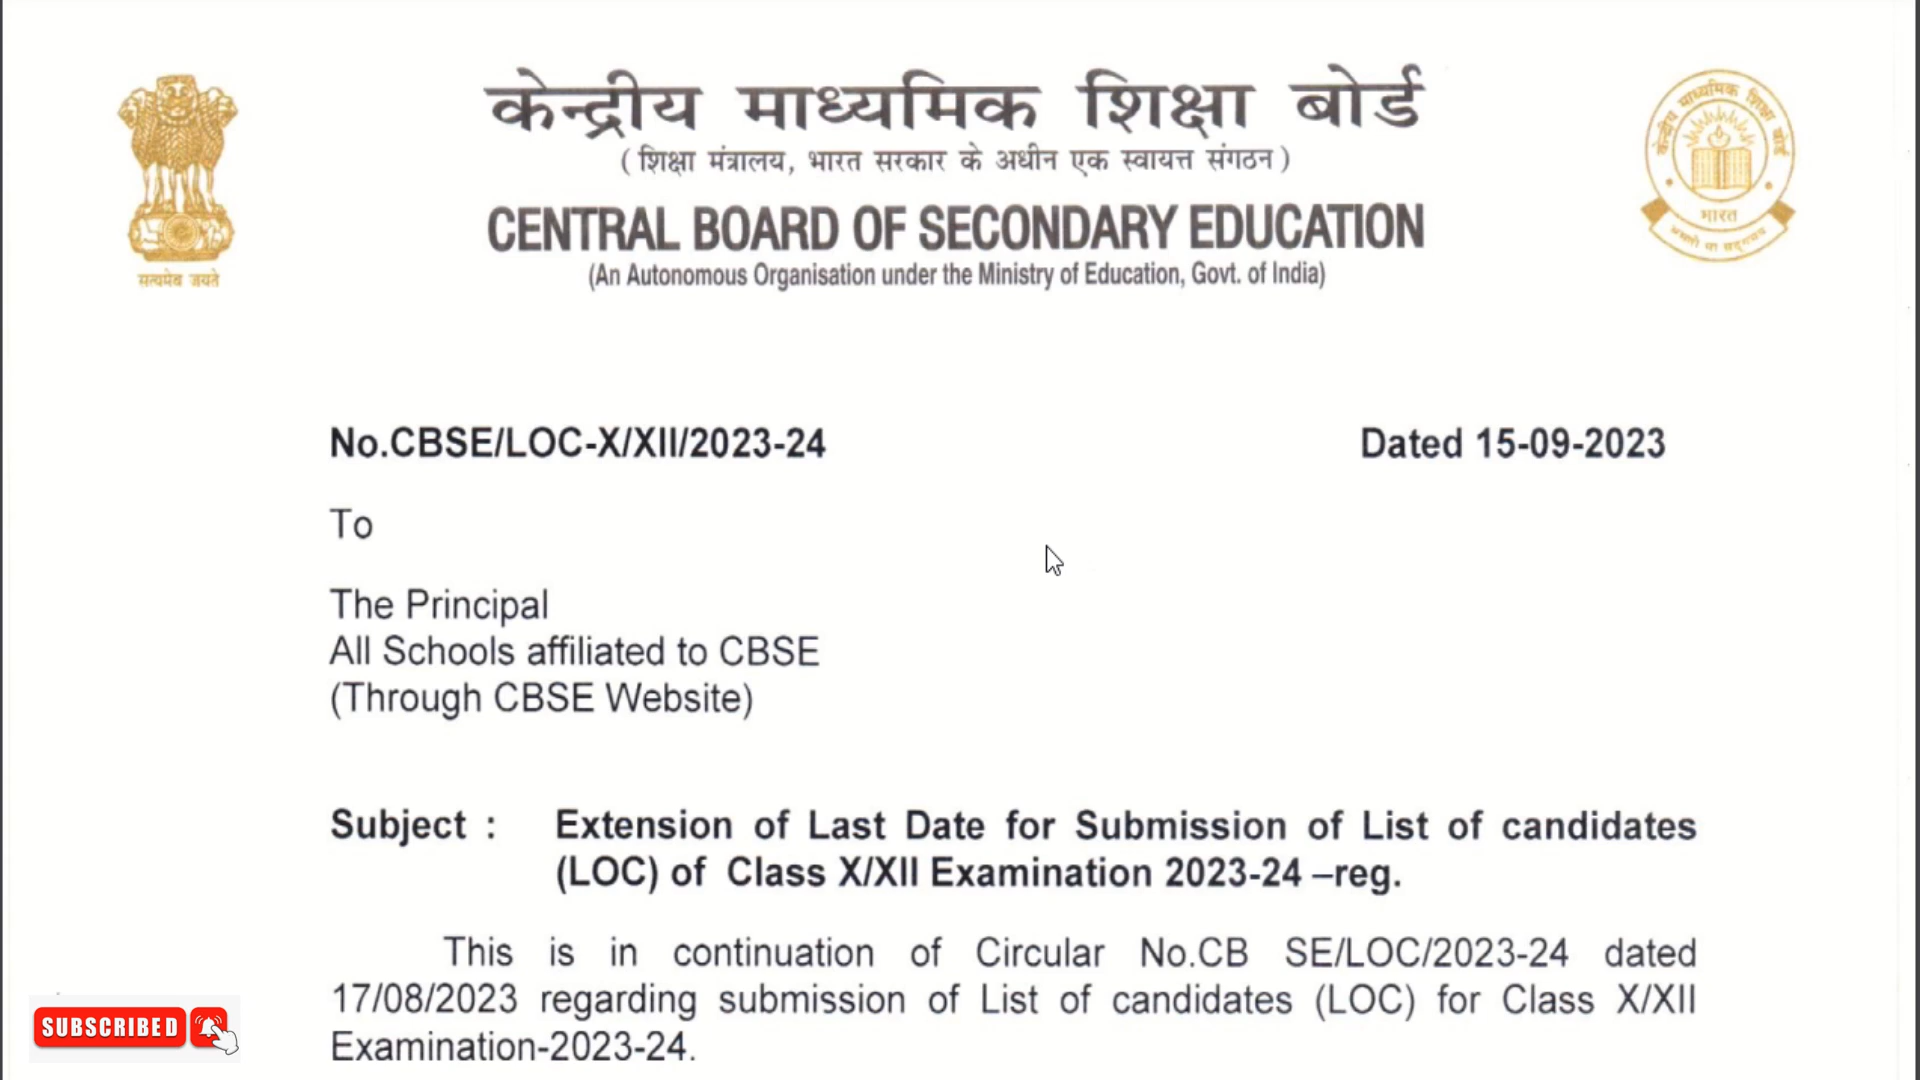 केन्द्रीय माध्यमिक शिक्षा बोर्ड
(शिक्षा मंत्रालय, भारत सरकार के अधीन एक स्वायत्त संगठन)
CENTRAL BOARD OF SECONDARY EDUCATION
(An Autonomous Organisation under the Ministry of Education, Govt. of India)
सत्यमेव जयते
केन्द्रीय माध्यमिक शिक्षा बोर्ड
भारत
No.CBSE/LOC-X/XII/2023-24 Dated 15-09-2023
To
The Principal
All Schools affiliated to CBSE
(Through CBSE Website)
Subject : Extension of Last Date for Submission of List of candidates
(LOC) of Class X/XII Examination 2023-24 –reg.
This is in continuation of Circular No.CB SE/LOC/2023-24 dated
17/08/2023 regarding submission of List of candidates (LOC) for Class X/XII
Examination-2023-24.
SUBSCRIBED